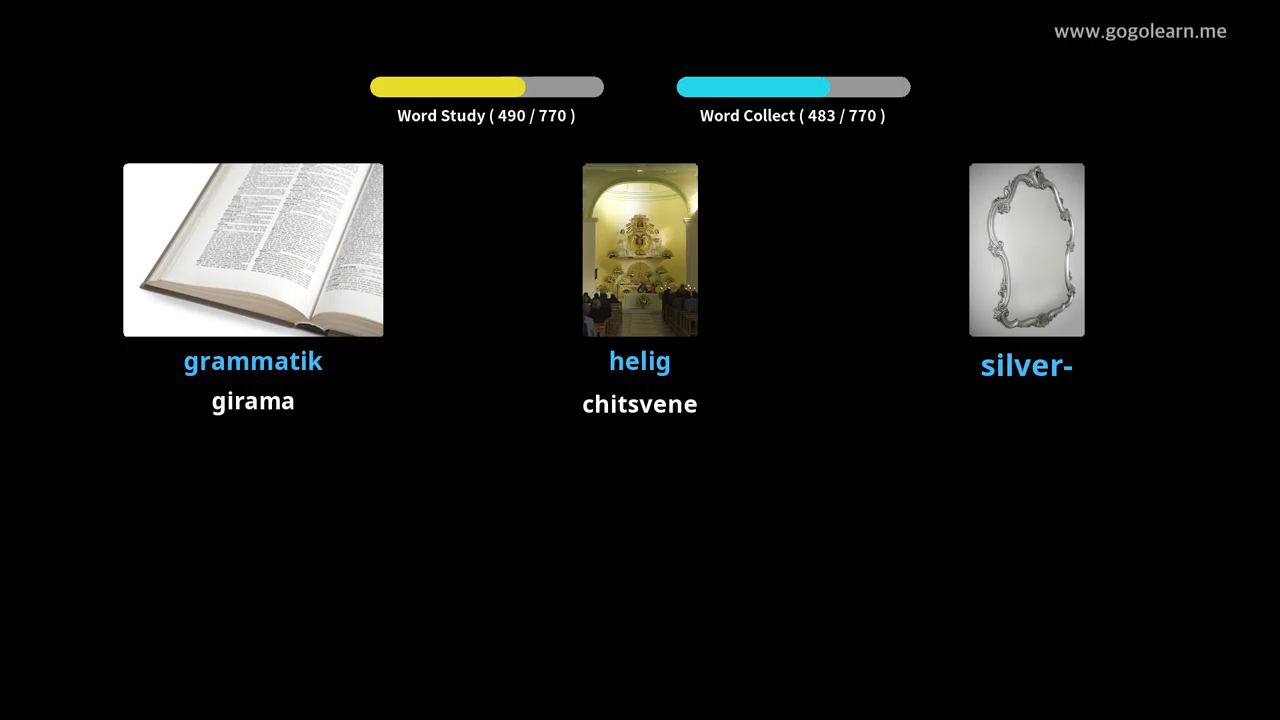 www.gogolearn.me
Word Study ( 490 / 770 )
Word Collect ( 483 / 770 )
grammatik
helig
silver-
girama
chitsvene